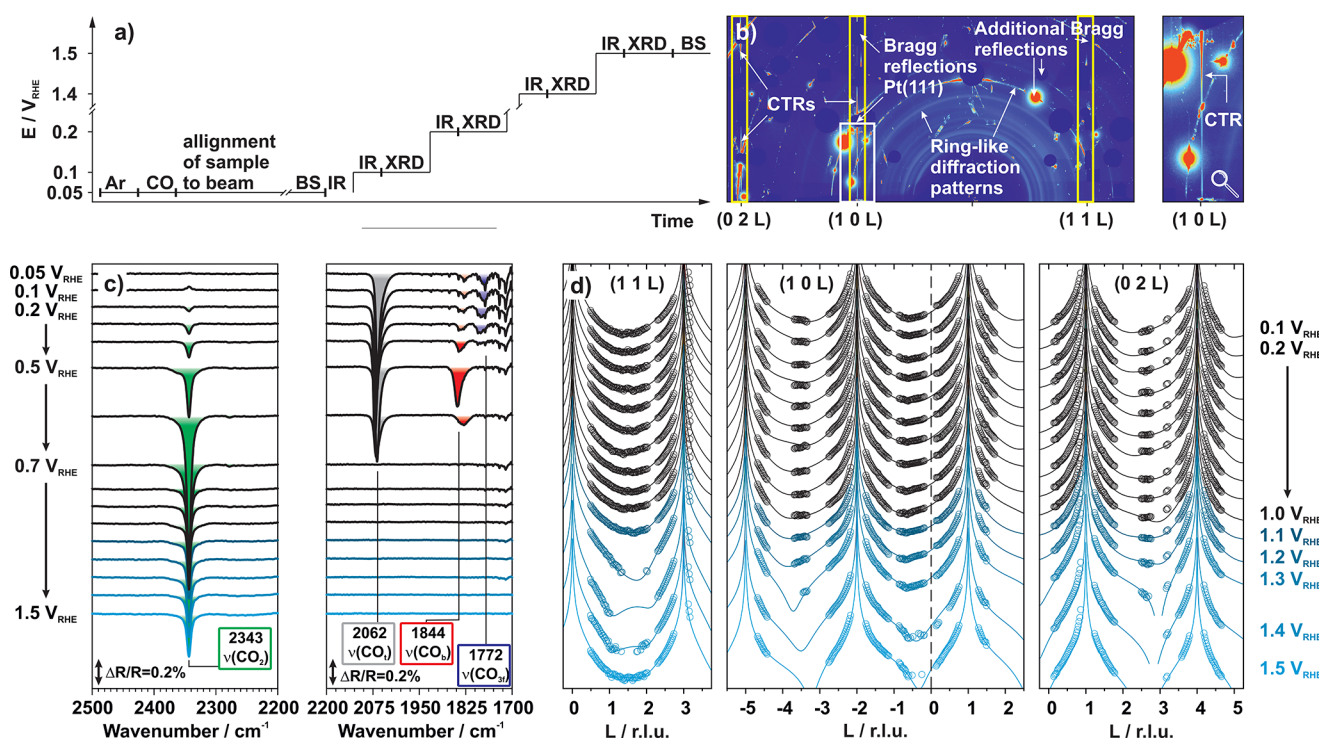 a)
E / V_RHE
1.5
1.4
0.2
0.1
0.05
Ar
CO
allignment
of sample
to beam
BS
IR
IR XRD
IR XRD
IR XRD
IR XRD BS
Time
b)
Bragg
reflections
Pt(111)
Additional Bragg
reflections
CTRs
Ring-like
diffraction
patterns
(0 2 L)
(1 0 L)
(1 1 L)
CTR
(1 0 L)
c)
0.05 V_RHE
0.1 V_RHE
0.2 V_RHE
0.5 V_RHE
0.7 V_RHE
1.5 V_RHE
2343
ν(CO₂)
ΔR/R=0.2%
2500 2400 2300 2200
Wavenumber / cm⁻¹
2062
ν(CO_t)
1844
ν(CO_b)
1772
ν(CO_3f)
ΔR/R=0.2%
2200 2075 1950 1825 1700
Wavenumber / cm⁻¹
d)
(1 1 L)
(1 0 L)
(0 2 L)
0 1 2 3
L / r.l.u.
-5 -4 -3 -2 -1 0 1 2
L / r.l.u.
0 1 2 3 4 5
L / r.l.u.
0.1 V_RHE
0.2 V_RHE
1.0 V_RHE
1.1 V_RHE
1.2 V_RHE
1.3 V_RHE
1.4 V_RHE
1.5 V_RHE